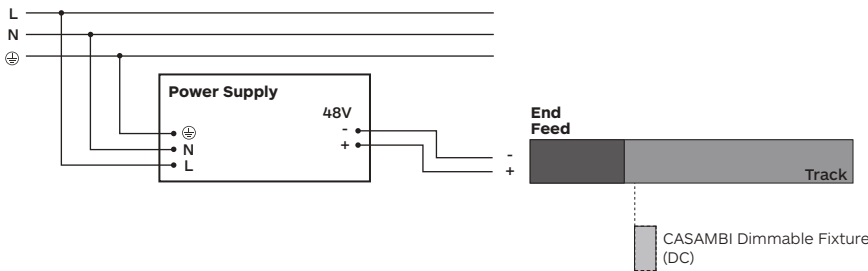 L
N
Power Supply
48V
-
+
N
L
End
Feed
-
+
Track
CASAMBI Dimmable Fixture
(DC)